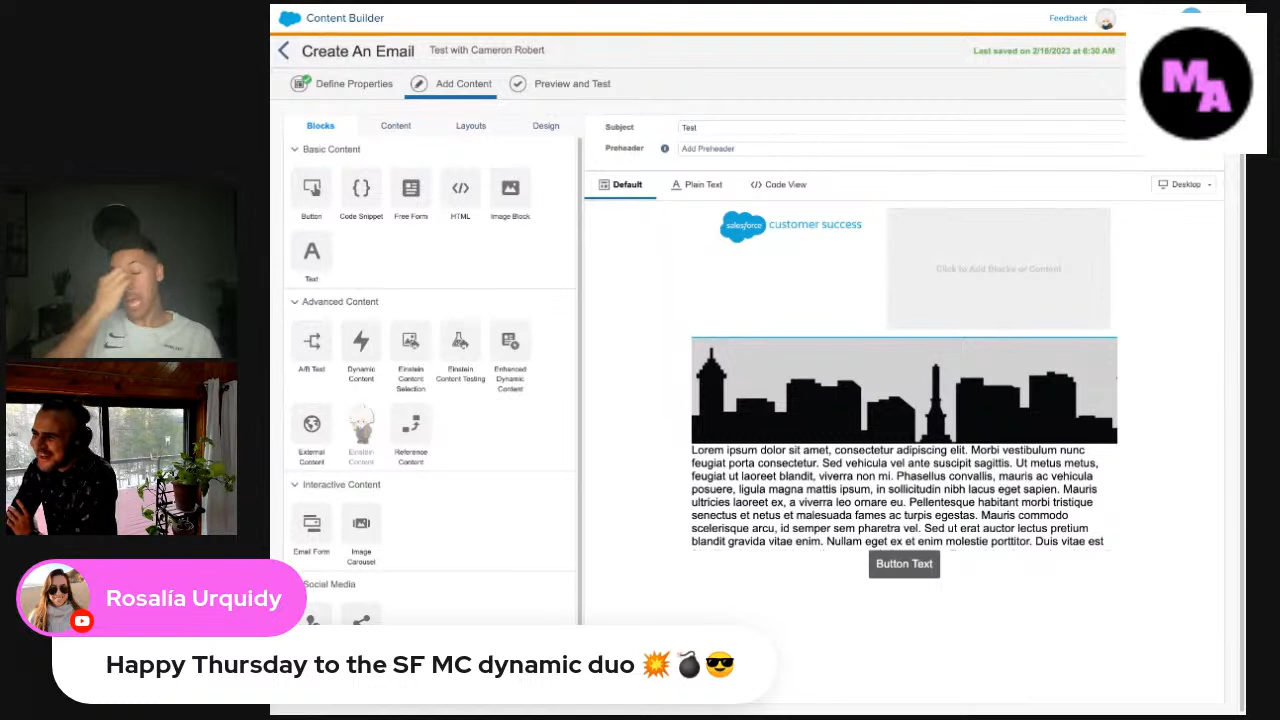 Content Builder
Feedback
Create An Email
Test with Cameron Robert
Last saved on 2/18/2023 at 6:30 AM
MA
Define Properties
Add Content
Preview and Test
Blocks
Content
Layouts
Design
Subject
Test
Preheader
Add Preheader
Basic Content
Default
Plain Text
</> Code View
Desktop
Button
Code Snippet
Free Form
HTML
Image Block
Text
salesforce customer success
Click to Add Blocks or Content
Advanced Content
A/B Test
Dynamic
Content
Einstein
Content
Selection
Einstein
Content Testing
Enhanced
Dynamic
Content
External
Content
Einstein
Content
Reference
Content
Lorem ipsum dolor sit amet, consectetur adipiscing elit. Morbi vestibulum nunc
feugiat porta consectetur. Sed vehicula vel ante suscipit sagittis. Ut metus metus,
feugiat ut laoreet blandit, viverra non mi. Phasellus convallis, mauris ac vehicula
posuere, ligula magna mattis ipsum, in sollicitudin nibh lacus eget sapien. Mauris
ultricies laoreet ex, a viverra leo ornare eu. Pellentesque habitant morbi tristique
senectus et netus et malesuada fames ac turpis egestas. Mauris commodo
scelerisque arcu, id semper sem pharetra vel. Sed ut erat auctor lectus pretium
blandit gravida vitae enim. Nullam eget ex et enim molestie porttitor. Duis vitae est
Button Text
Interactive Content
Email Form
Image
Carousel
Social Media
Rosalía Urquidy
Happy Thursday to the SF MC dynamic duo 💥💣😎